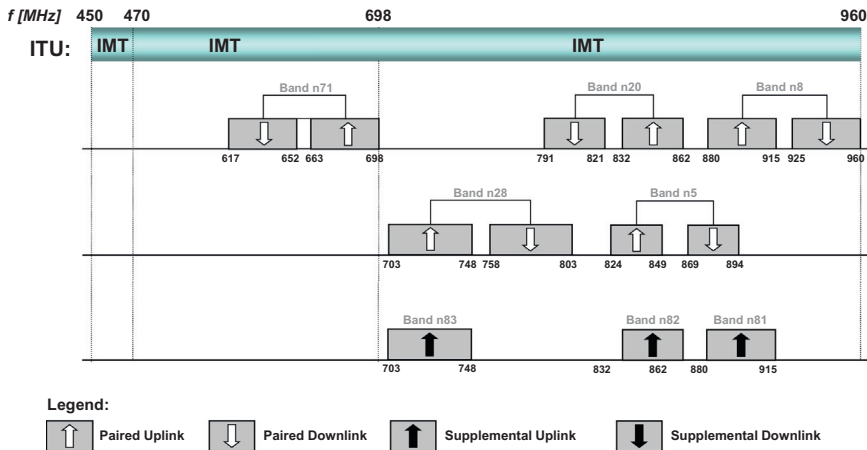 f [MHz] 450 470 698 960
ITU: IMT IMT IMT
Band n71 Band n20 Band n8
617 652 663 698 791 821 832 862 880 915 925 960
Band n28 Band n5
703 748 758 803 824 849 869 894
Band n83 Band n82 Band n81
703 748 832 862 880 915
Legend:
Paired Uplink Paired Downlink Supplemental Uplink Supplemental Downlink